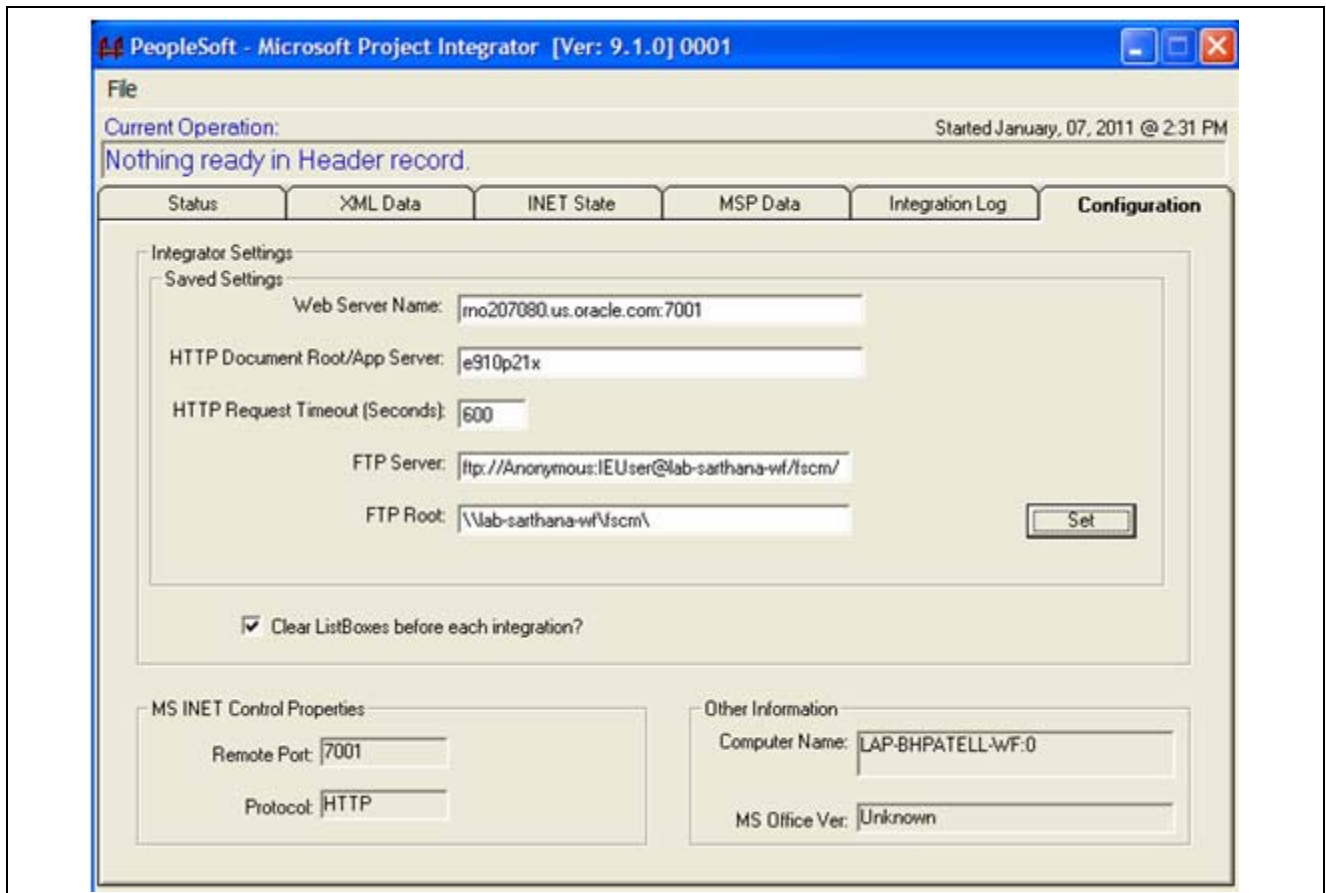 PeopleSoft - Microsoft Project Integrator [Ver: 9.1.0] 0001
File
Current Operation:
Started January, 07, 2011 @ 2:31 PM
Nothing ready in Header record.
Status
XML Data
INET State
MSP Data
Integration Log
Configuration
Integrator Settings
Saved Settings
Web Server Name: rno207080.us.oracle.com:7001
HTTP Document Root/App Server: e910p21x
HTTP Request Timeout (Seconds): 600
FTP Server: ftp://Anonymous:IEUser@lab-sarthana-wf/fscm/
FTP Root: \\lab-sarthana-wf\fscm\
Set
Clear ListBoxes before each integration?
MS INET Control Properties
Remote Port: 7001
Protocol: HTTP
Other Information
Computer Name: LAP-BHPATELL-WF:0
MS Office Ver: Unknown